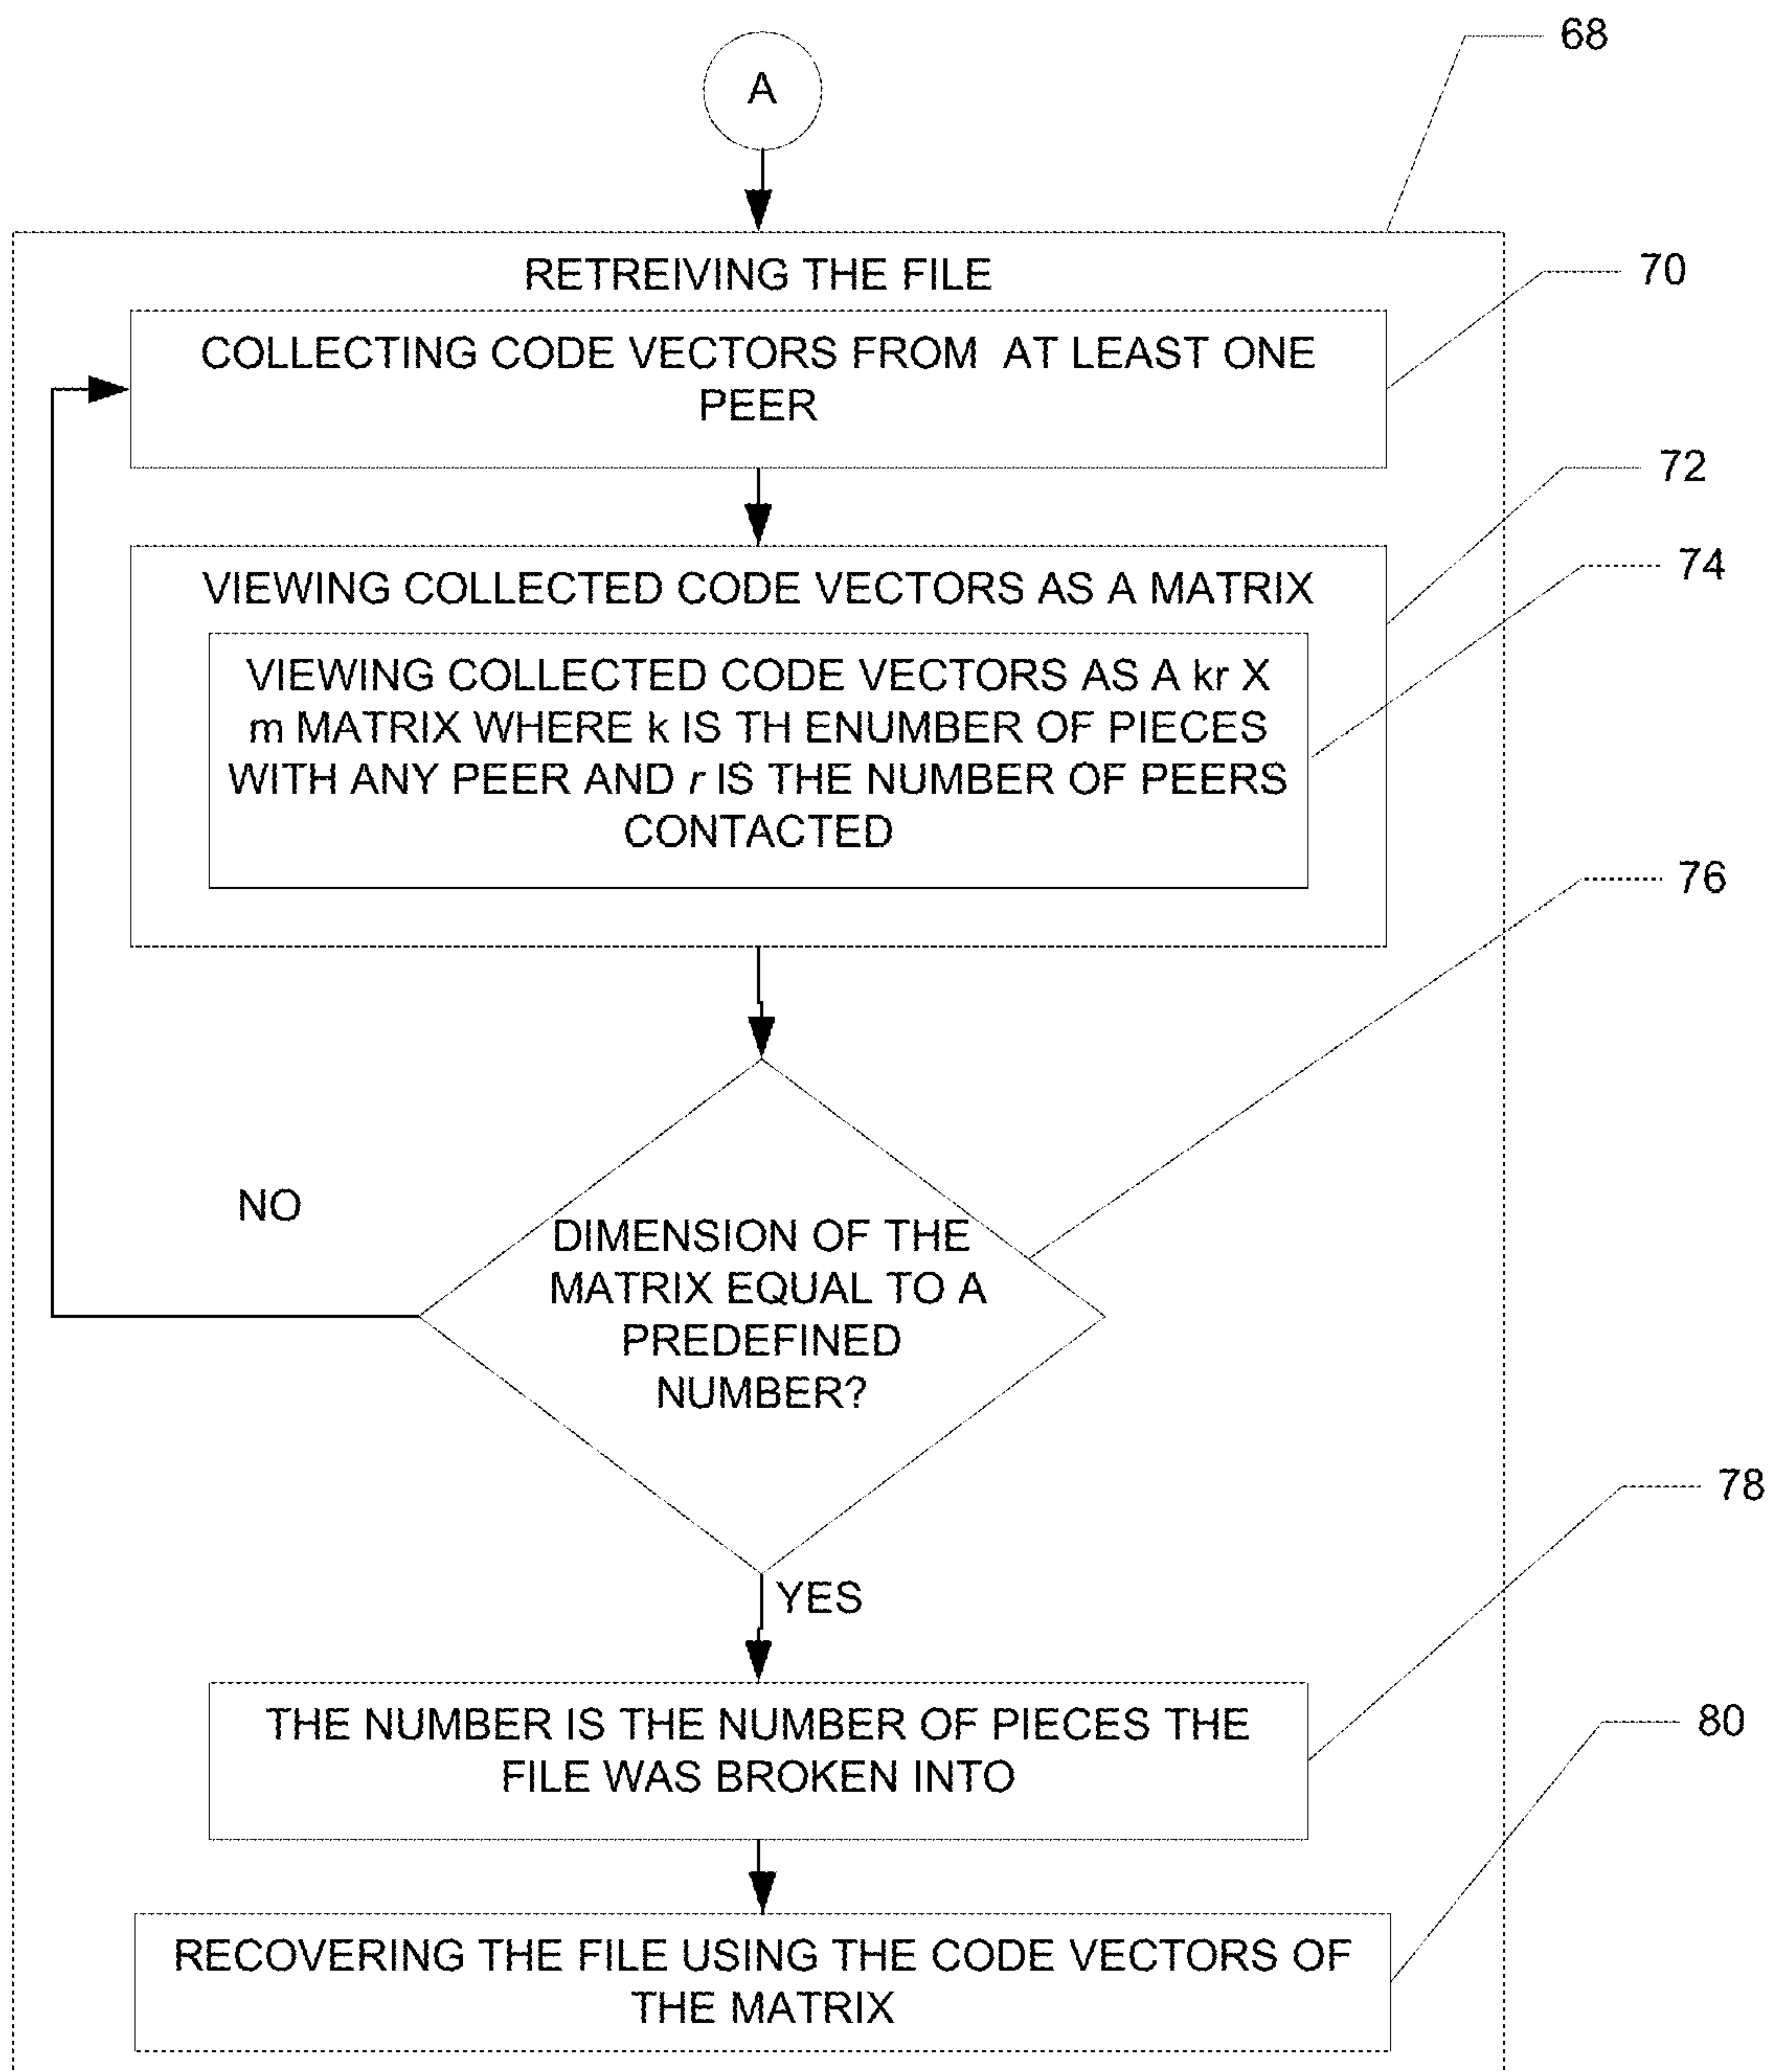 A
68
RETREIVING THE FILE
70
COLLECTING CODE VECTORS FROM AT LEAST ONE
PEER
72
VIEWING COLLECTED CODE VECTORS AS A MATRIX
74
VIEWING COLLECTED CODE VECTORS AS A kr X
m MATRIX WHERE k IS TH ENUMBER OF PIECES
WITH ANY PEER AND r IS THE NUMBER OF PEERS
CONTACTED
76
NO
DIMENSION OF THE
MATRIX EQUAL TO A
PREDEFINED
NUMBER?
78
YES
THE NUMBER IS THE NUMBER OF PIECES THE
FILE WAS BROKEN INTO
80
RECOVERING THE FILE USING THE CODE VECTORS OF
THE MATRIX